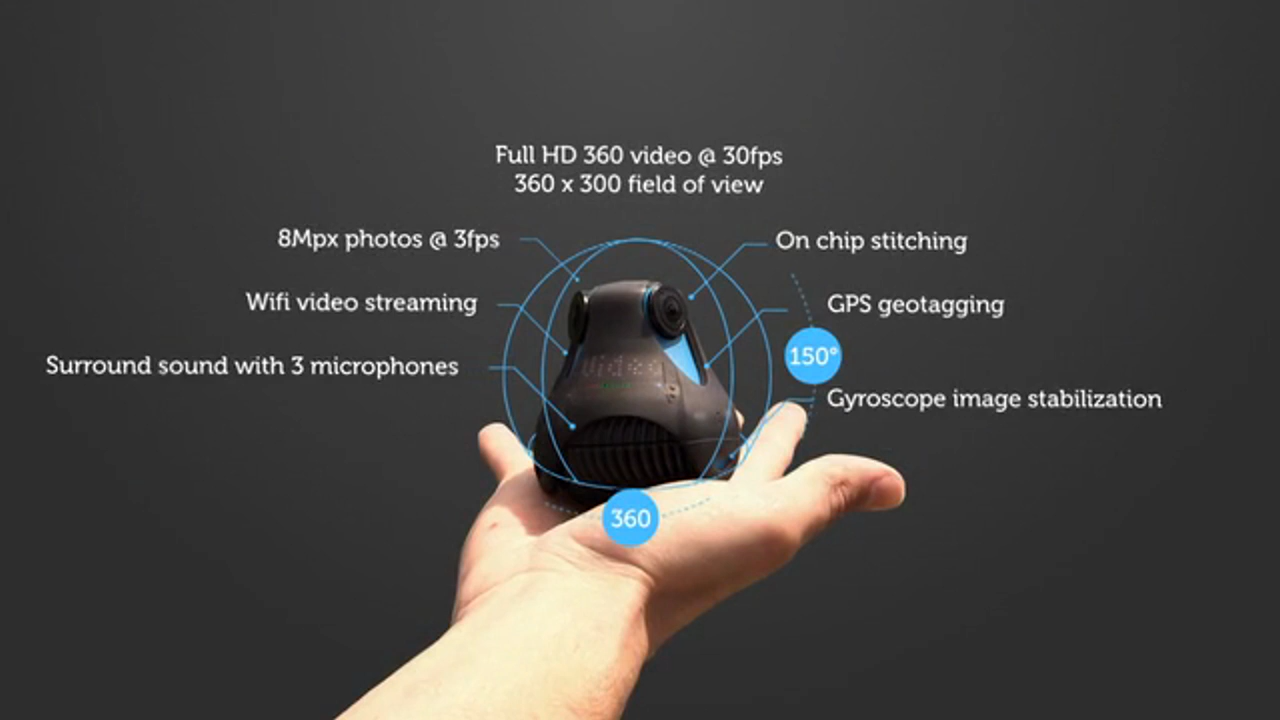 Full HD 360 video @ 30fps
360 x 300 field of view
8Mpx photos @ 3fps
On chip stitching
Wifi video streaming
GPS geotagging
150°
Surround sound with 3 microphones
Video
Gyroscope image stabilization
360